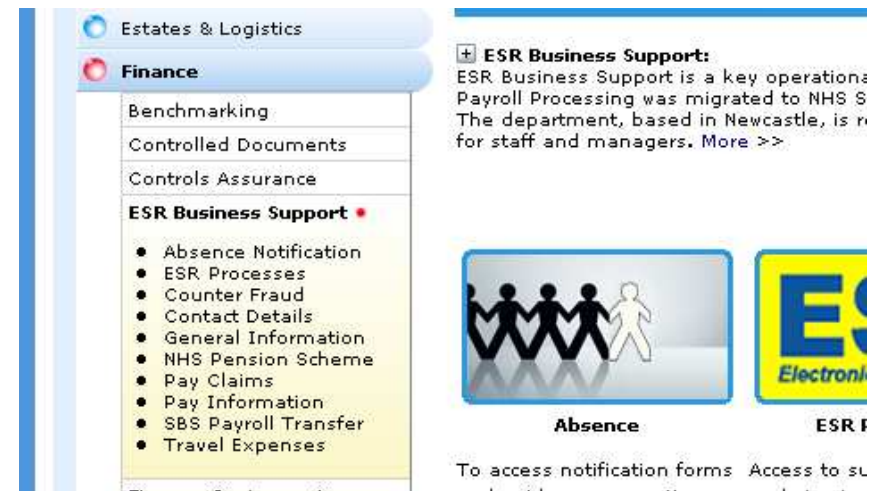 Estates & Logistics
Finance
Benchmarking
Controlled Documents
Controls Assurance
ESR Business Support
Absence Notification
ESR Processes
Counter Fraud
Contact Details
General Information
NHS Pension Scheme
Pay Claims
Pay Information
SBS Payroll Transfer
Travel Expenses
ESR Business Support:
ESR Business Support is a key
Payroll Processing was migrated to NHS
The department, based in Newcastle, is
for staff and managers. More >>
ES
Absence
ESR
To access notification forms
Access to